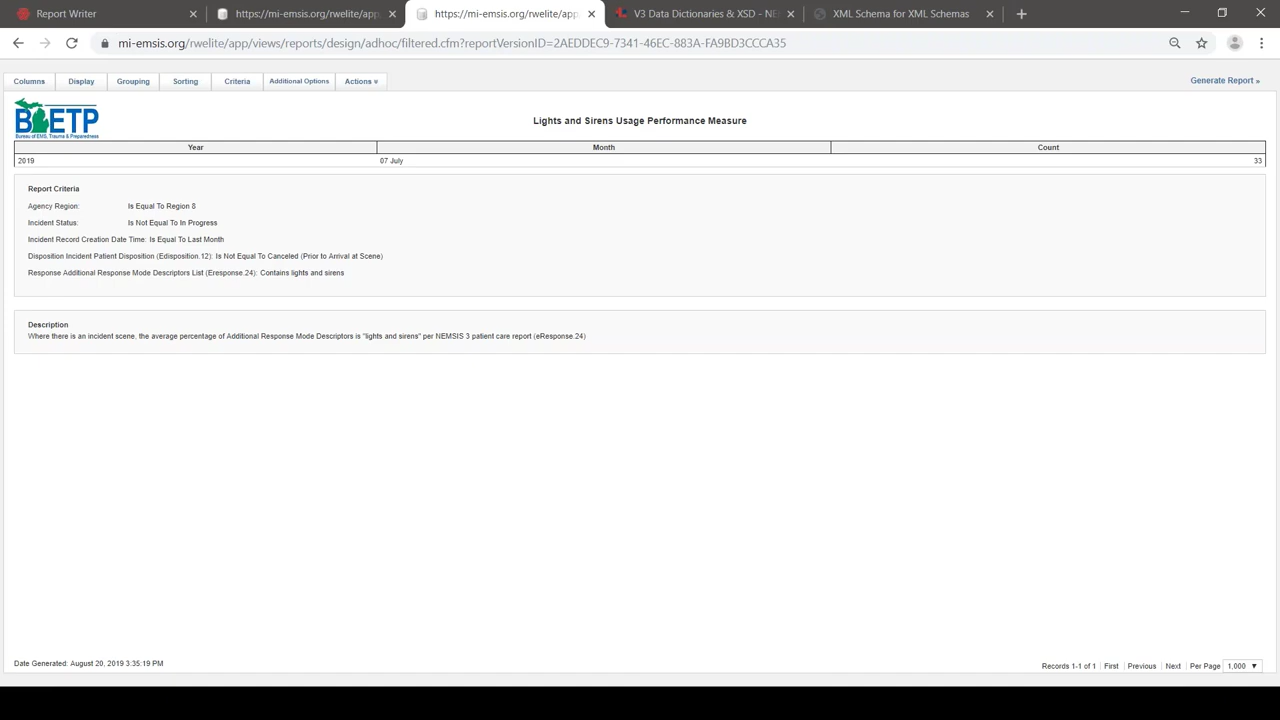 Report Writer
https://mi-emsis.org/rwelite/app
https://mi-emsis.org/rwelite/app.
V3 Data Dictionaries & XSD - NE
XML Schema for XML Schemas
mi-emsis.org/rwelite/app/views/reports/design/adhoc/filtered.cfm?reportVersionID=2AEDDEC9-7341-46EC-883A-FA9BD3CCCA35
Columns Display Grouping Sorting Criteria Additional Options Actions Generate Report »
BETP
Bureau of EMS, Trauma & Preparedness
Lights and Sirens Usage Performance Measure
Year Month Count
2019 07 July 33
Report Criteria
Agency Region: Is Equal To Region 8
Incident Status: Is Not Equal To In Progress
Incident Record Creation Date Time: Is Equal To Last Month
Disposition Incident Patient Disposition (Edisposition.12): Is Not Equal To Canceled (Prior to Arrival at Scene)
Response Additional Response Mode Descriptors List (Eresponse.24): Contains lights and sirens
Description
Where there is an incident scene, the average percentage of Additional Response Mode Descriptors is "lights and sirens" per NEMSIS 3 patient care report (eResponse.24)
Date Generated: August 20, 2019 3:35:19 PM
Records 1-1 of 1 | First | Previous | Next | Per Page 1,000